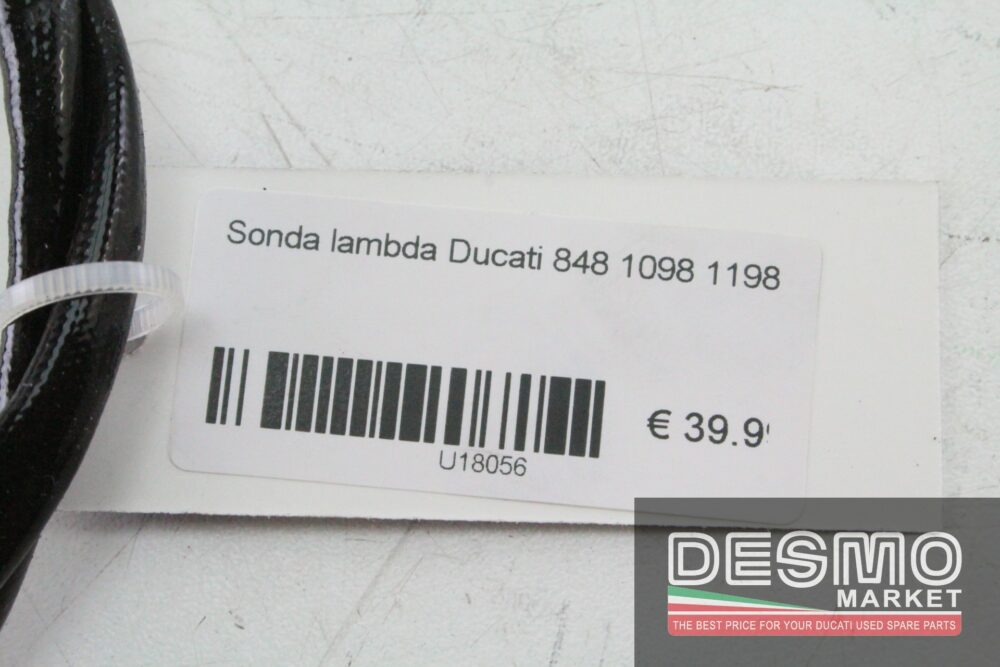 Sonda lambda Ducati 848 1098 1198
€ 39.9
U18056
DESMO
MARKET
THE BEST PRICE FOR YOUR DUCATI USED SPARE PARTS